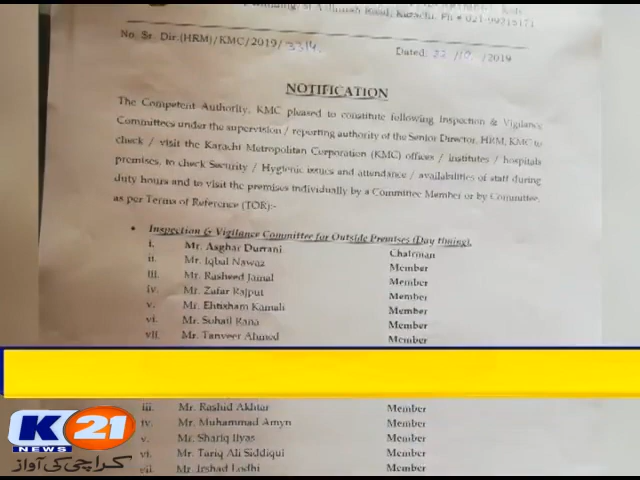 Road, Karachi. Ph # 021-99215171
No. Sr. Dir.(HRM)/KMC/2019/3314.
Dated: 22/10/2019
NOTIFICATION
The Competent Authority, KMC pleased to constitute following Inspection & Vigilance
Committees under the supervision / reporting authority of the Senior Director, HRM, KMC to
check / visit the Karachi Metropolitan Corporation (KMC) offices / institutes / hospitals
premises, to check Security / Hygienic issues and attendance / availabilities of staff during
duty hours and to visit the premises individually by a Committee Member or by Committee,
as per Terms of Reference (TOR):-
• Inspection & Vigilance Committee for Outside Premises (Day timing).
i. Mr. Asghar Durrani Chairman
ii. Mr. Iqbal Nawaz Member
iii. Mr. Rasheed Jamal Member
iv. Mr. Zafar Rajput Member
v. Mr. Ehtisham Kamali Member
vi. Mr. Sohail Rana Member
vii. Mr. Tanveer Ahmed Member
iii. Mr. Rashid Akhtar Member
iv. Mr. Muhammad Amyn Member
v. Mr. Shariq Ilyas Member
vi. Mr. Tariq Ali Siddiqui Member
vii Mr. Irshad Lodhi Member
K21
NEWS
کراچی کی آواز